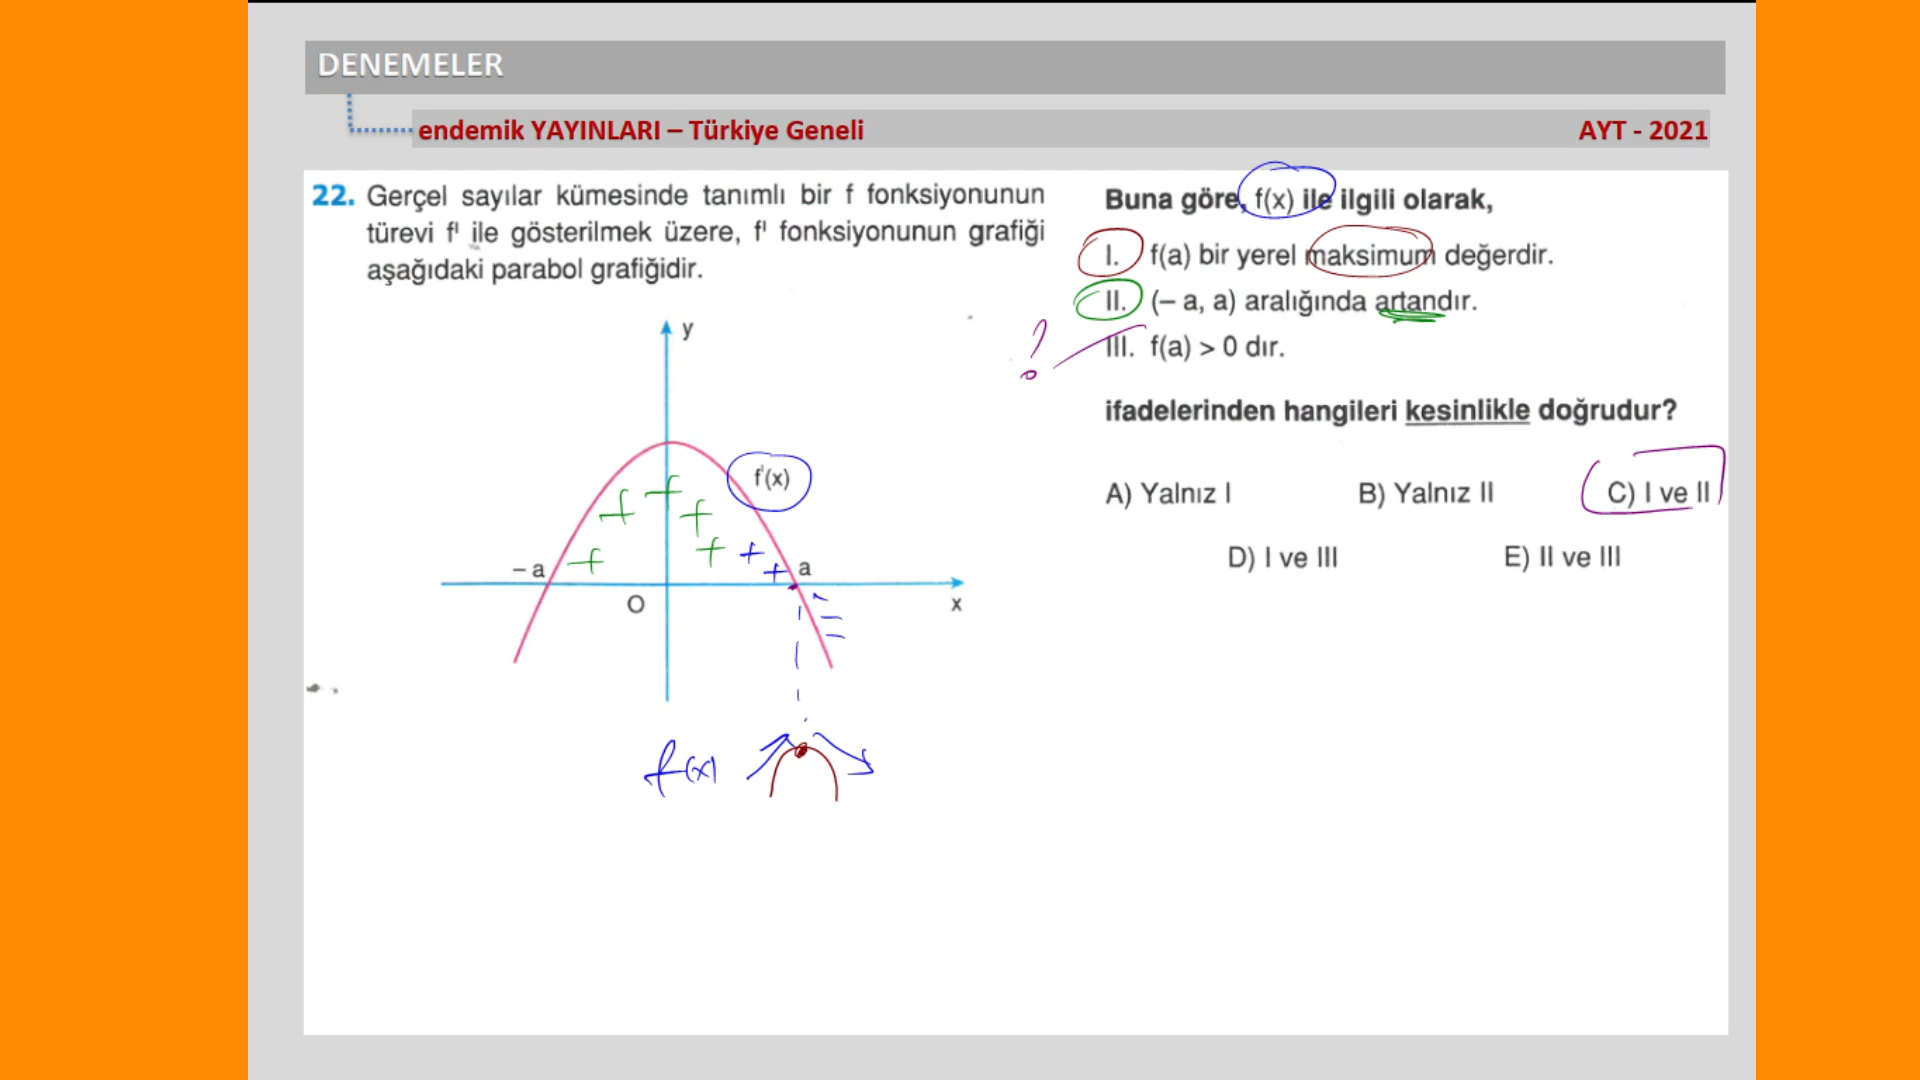 DENEMELER
endemik YAYINLARI – Türkiye Geneli
AYT - 2021
22. Gerçel sayılar kümesinde tanımlı bir f fonksiyonunun
türevi f' ile gösterilmek üzere, f' fonksiyonunun grafiği
aşağıdaki parabol grafiğidir.
y
f'(x)
+ + + + + + +
– a
a
O
x
f(x)
Buna göre, f(x) ile ilgili olarak,
I. f(a) bir yerel maksimum değerdir.
II. (– a, a) aralığında artandır.
? III. f(a) > 0 dır.
ifadelerinden hangileri kesinlikle doğrudur?
A) Yalnız I B) Yalnız II C) I ve II
D) I ve III E) II ve III